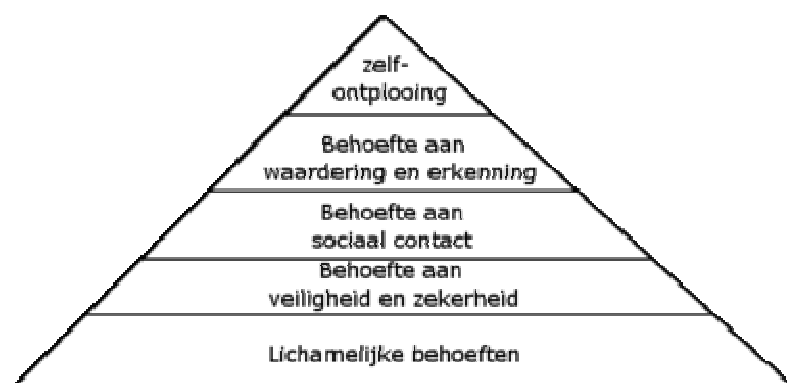 zelf-
ontplooing
Behoefte aan
waardering en erkenning
Behoefte aan
sociaal contact
Behoefte aan
veiligheid en zekerheid
Lichamelijke behoeften